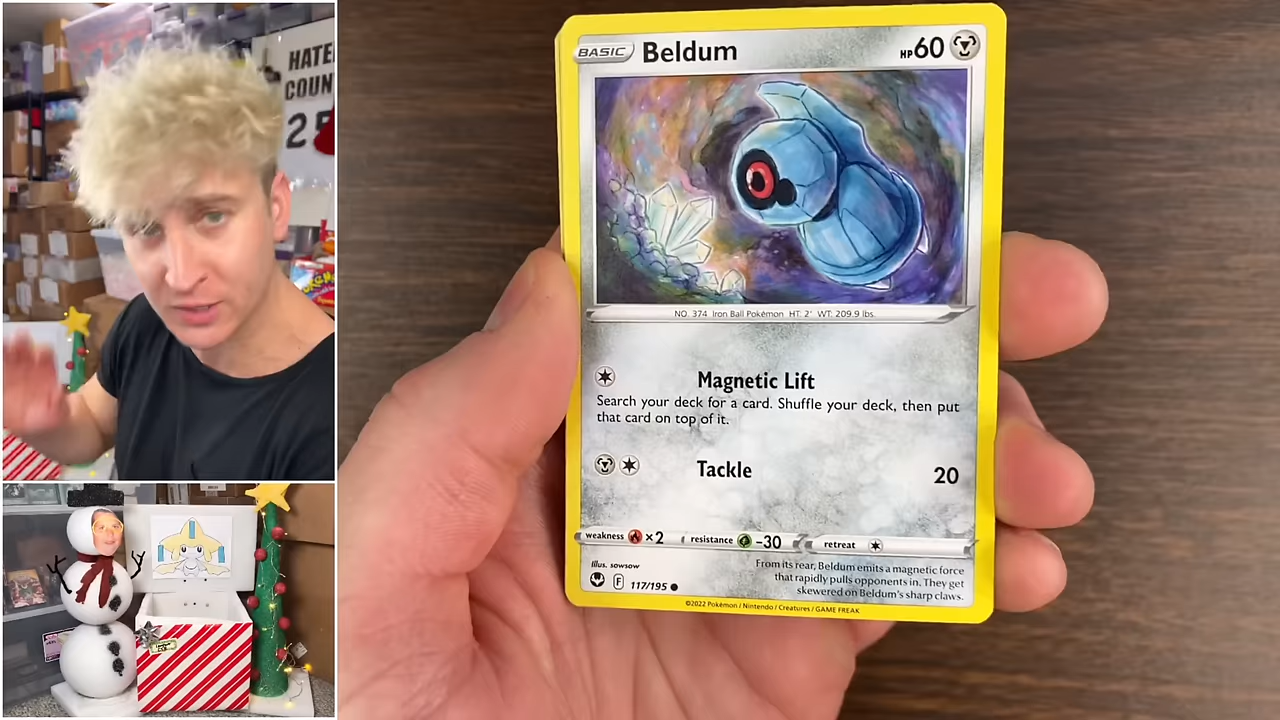 HATE
COUN
25
BASIC Beldum HP60
NO. 374 Iron Ball Pokémon HT: 2' WT: 209.9 lbs.
Magnetic Lift
Search your deck for a card. Shuffle your deck, then put
that card on top of it.
Tackle 20
weakness ×2 resistance -30 retreat
Illus. sowsow
From its rear, Beldum emits a magnetic force
that rapidly pulls opponents in. They get
skewered on Beldum's sharp claws.
F 117/195
©2022 Pokémon / Nintendo / Creatures / GAME FREAK